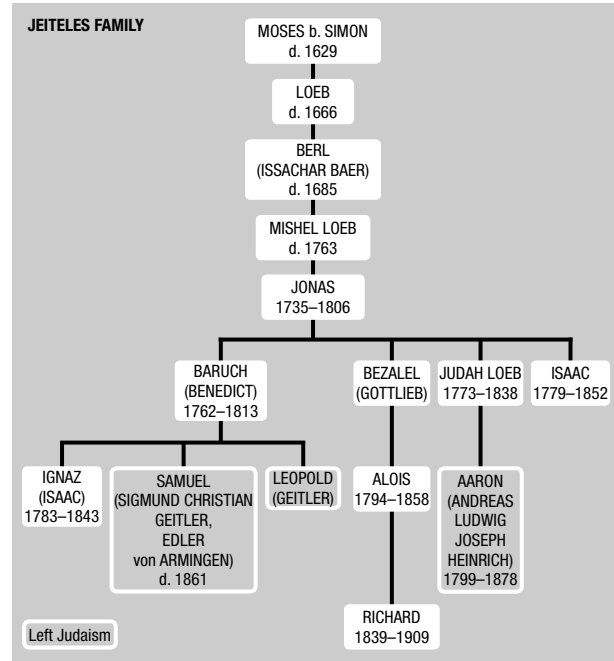 JEITELES FAMILY
MOSES b. SIMON
d. 1629
LOEB
d. 1666
BERL
(ISSACHAR BAER)
d. 1685
MISHEL LOEB
d. 1763
JONAS
1735–1806
BARUCH
(BENEDICT)
1762–1813
BEZALEL
(GOTTLIEB)
JUDAH LOEB
1773–1838
ISAAC
1779–1852
IGNAZ
(ISAAC)
1783–1843
SAMUEL
(SIGMUND CHRISTIAN
GEITLER,
EDLER
von ARMINGEN)
d. 1861
LEOPOLD
(GEITLER)
ALOIS
1794–1858
AARON
(ANDREAS
LUDWIG
JOSEPH
HEINRICH)
1799–1878
RICHARD
1839–1909
Left Judaism